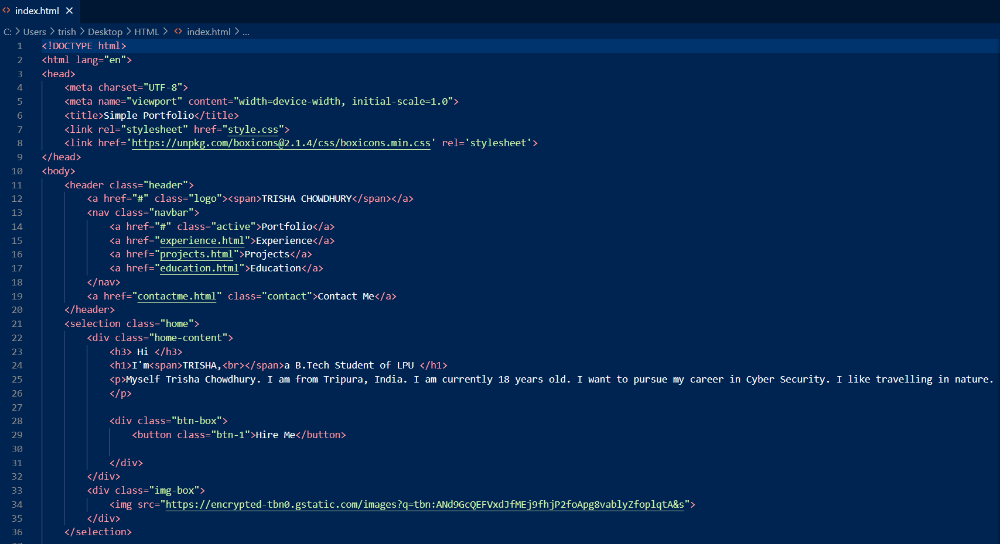 index.html
C: > Users > trish > Desktop > HTML > index.html > ...
1 <!DOCTYPE html>
2 <html lang="en">
3 <head>
4     <meta charset="UTF-8">
5     <meta name="viewport" content="width=device-width, initial-scale=1.0">
6     <title>Simple Portfolio</title>
7     <link rel="stylesheet" href="style.css">
8     <link href='https://unpkg.com/boxicons@2.1.4/css/boxicons.min.css' rel='stylesheet'>
9 </head>
10 <body>
11     <header class="header">
12         <a href="#" class="logo"><span>TRISHA CHOWDHURY</span></a>
13         <nav class="navbar">
14             <a href="#" class="active">Portfolio</a>
15             <a href="experience.html">Experience</a>
16             <a href="projects.html">Projects</a>
17             <a href="education.html">Education</a>
18         </nav>
19         <a href="contactme.html" class="contact">Contact Me</a>
20     </header>
21     <selection class="home">
22         <div class="home-content">
23             <h3> Hi </h3>
24             <h1>I'm<span>TRISHA,<br></span>a B.Tech Student of LPU </h1>
25             <p>Myself Trisha Chowdhury. I am from Tripura, India. I am currently 18 years old. I want to pursue my career in Cyber Security. I like travelling in nature.
26             </p>
27
28             <div class="btn-box">
29                 <button class="btn-1">Hire Me</button>
30
31             </div>
32         </div>
33         <div class="img-box">
34             <img src="https://encrypted-tbn0.gstatic.com/images?q=tbn:ANd9GcQEFVxdJfMEj9fhjP2foApg8vablyZfoplqtA&s">
35         </div>
36     </selection>